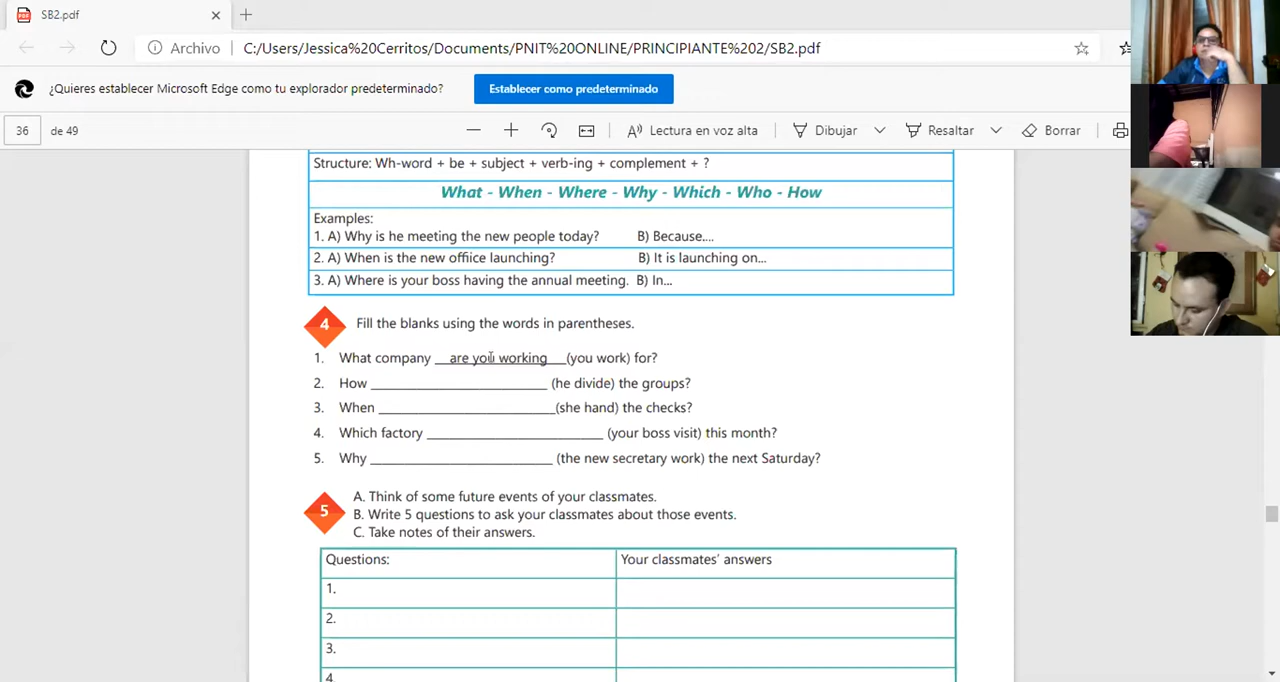 SB2.pdf
Archivo C:/Users/Jessica%20Cerritos/Documents/PNIT%20ONLINE/PRINCIPIANTE%202/SB2.pdf
¿Quieres establecer Microsoft Edge como tu explorador predeterminado? Establecer como predeterminado
36 de 49 Lectura en voz alta Dibujar Resaltar Borrar
Structure: Wh-word + be + subject + verb-ing + complement + ?
What - When - Where - Why - Which - Who - How
Examples:
1. A) Why is he meeting the new people today? B) Because....
2. A) When is the new office launching? B) It is launching on...
3. A) Where is your boss having the annual meeting. B) In...
4 Fill the blanks using the words in parentheses.
1. What company __are you working__(you work) for?
2. How ______________________ (he divide) the groups?
3. When ______________________(she hand) the checks?
4. Which factory ______________________ (your boss visit) this month?
5. Why ______________________ (the new secretary work) the next Saturday?
5 A. Think of some future events of your classmates.
B. Write 5 questions to ask your classmates about those events.
C. Take notes of their answers.
Questions: Your classmates' answers
1.
2.
3.
4